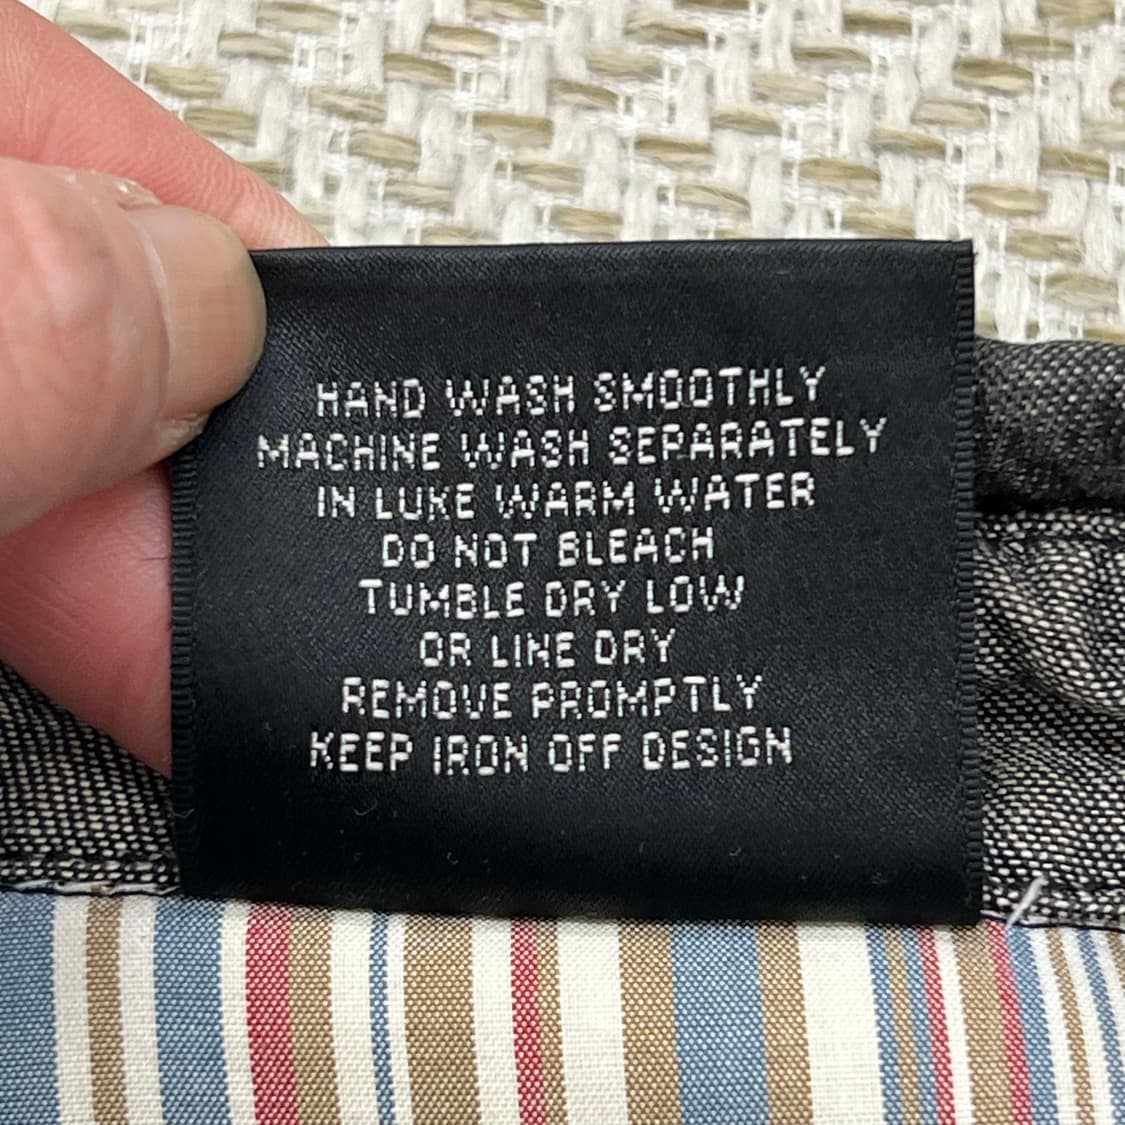 HAND WASH SMOOTHLY
MACHINE WASH SEPARATELY
IN LUKE WARM WATER
DO NOT BLEACH
TUMBLE DRY LOW
OR LINE DRY
REMOVE PROMPTLY
KEEP IRON OFF DESIGN